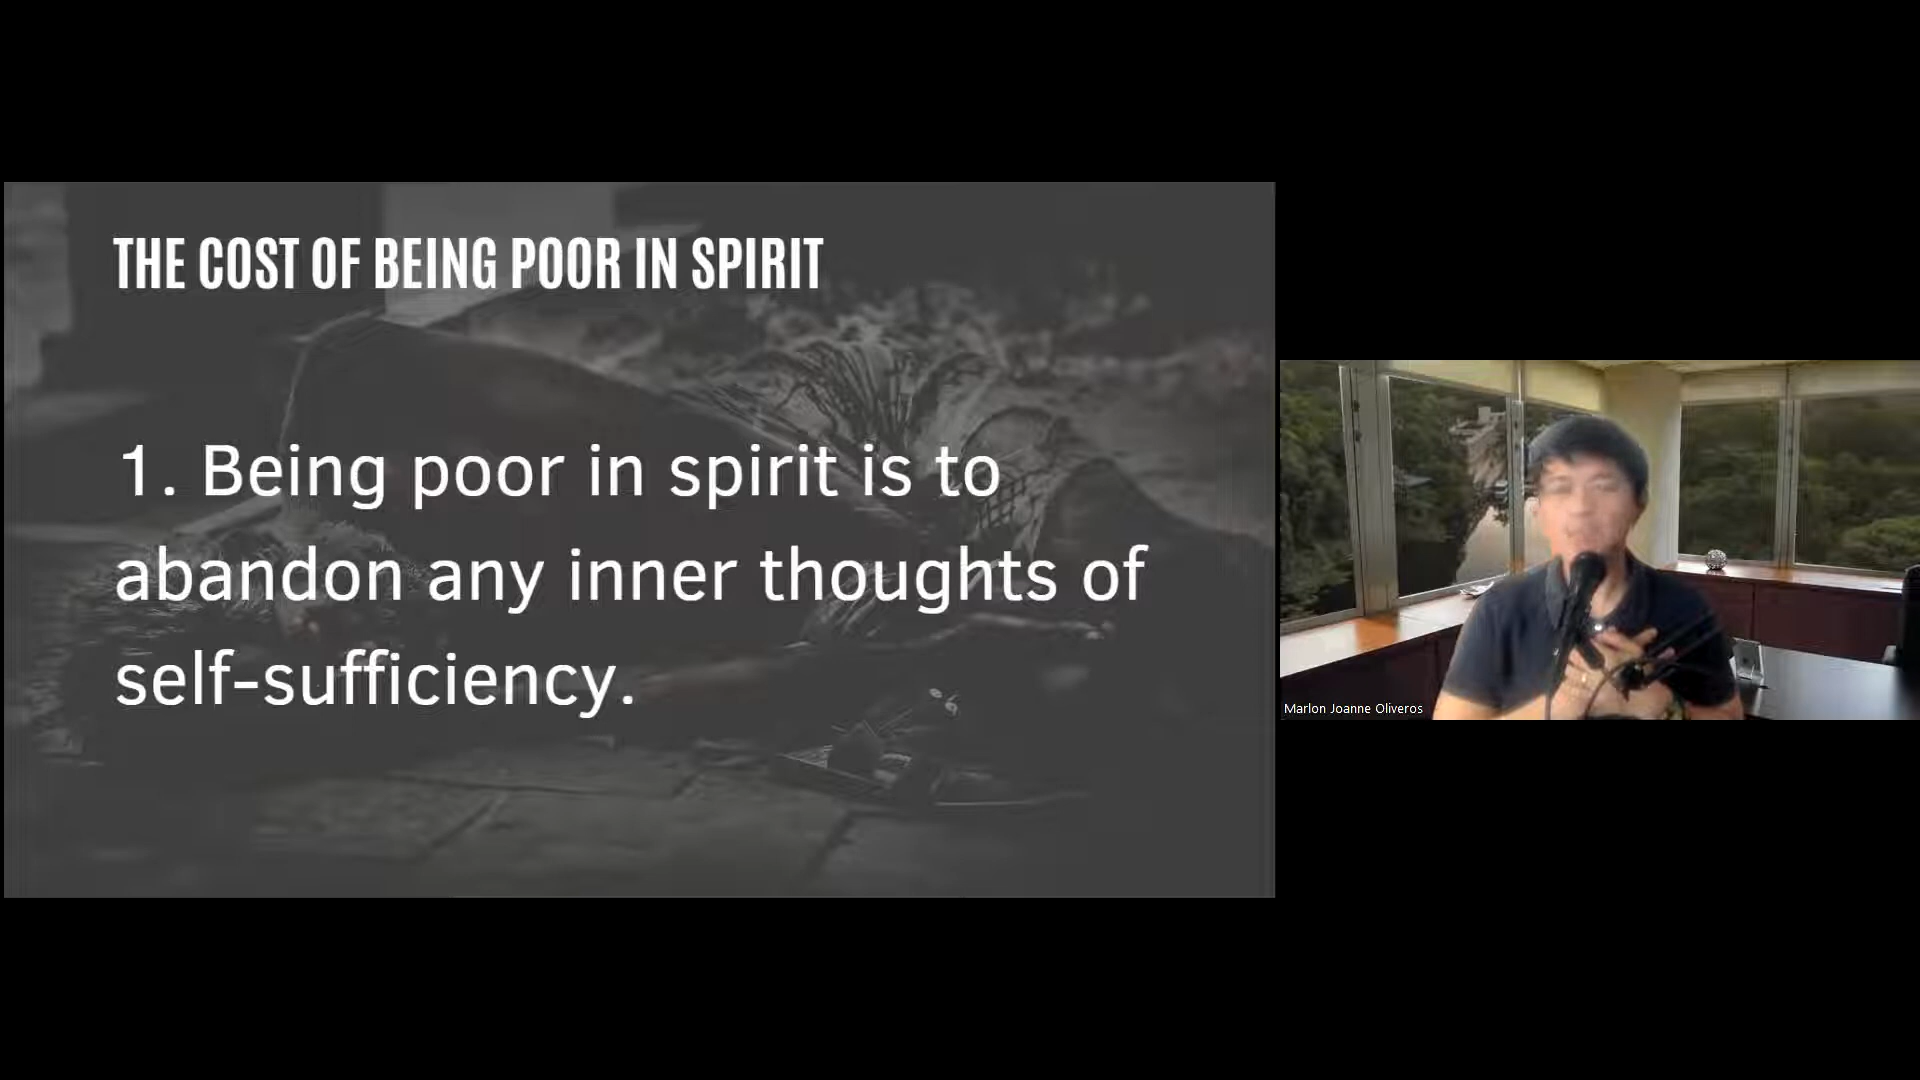 THE COST OF BEING POOR IN SPIRIT
1. Being poor in spirit is to
abandon any inner thoughts of
self-sufficiency.
Marlon Joanne Oliveros